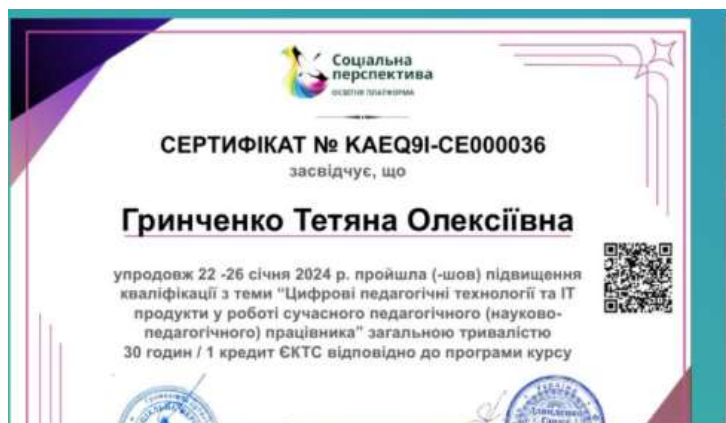 Соціальна
перспектива
ОСВІТНЯ ПЛАТФОРМА
СЕРТИФІКАТ № KAEQ9I-CE000036
засвідчує, що
Гринченко Тетяна Олексіївна
упродовж 22 -26 січня 2024 р. пройшла (-шов) підвищення
кваліфікації з теми “Цифрові педагогічні технології та ІТ
продукти у роботі сучасного педагогічного (науково-
педагогічного) працівника” загальною тривалістю
30 годин / 1 кредит ЄКТС відповідно до програми курсу